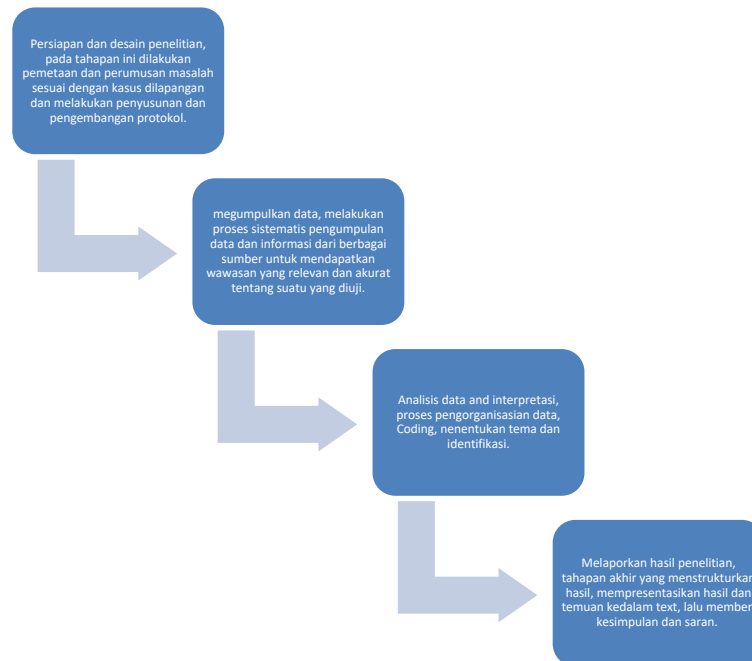 Persiapan dan desain penelitian,
pada tahapan ini dilakukan
pemetaan dan perumusan masalah
sesuai dengan kasus dilapangan
dan melakukan penyusunan dan
pengembangan protokol.
megumpulkan data, melakukan
proses sistematis pengumpulan
data dan informasi dari berbagai
sumber untuk mendapatkan
wawasan yang relevan dan akurat
tentang suatu yang diuji.
Analisis data and interpretasi,
proses pengorganisasian data,
Coding, nenentukan tema dan
identifikasi.
Melaporkan hasil penelitian,
tahapan akhir yang menstrukturkan
hasil, mempresentasikan hasil dan
temuan kedalam text, lalu member
kesimpulan dan saran.